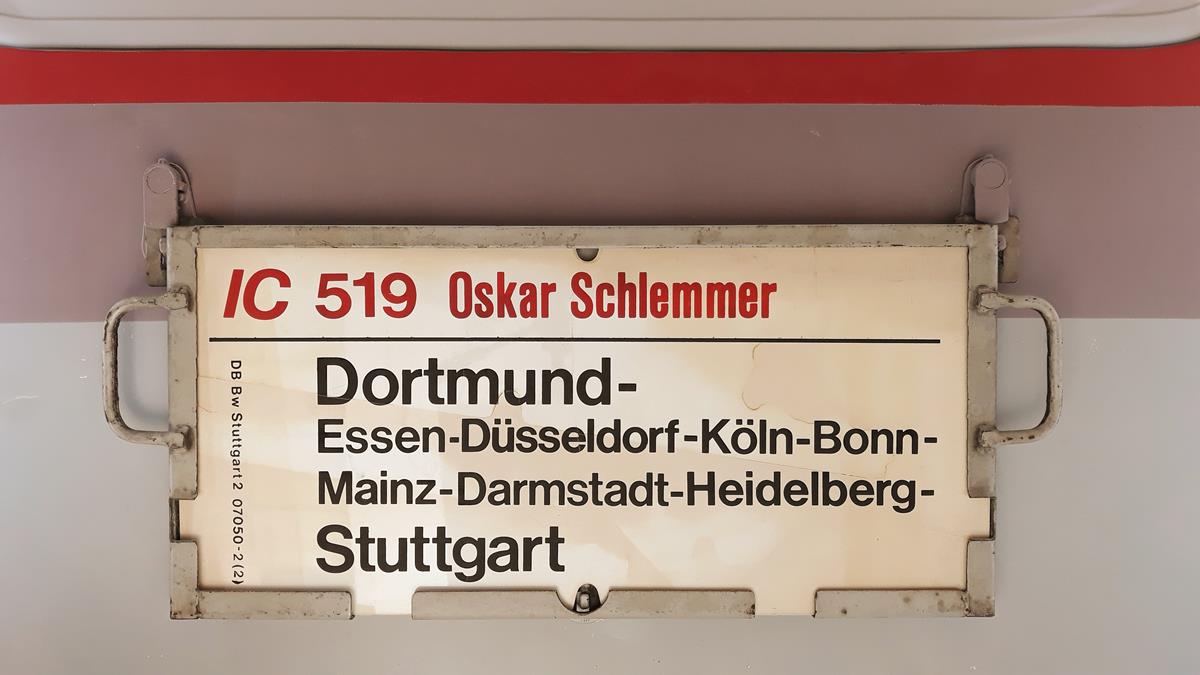 IC 519 Oskar Schlemmer
Dortmund-
Essen-Düsseldorf-Köln-Bonn-
Mainz-Darmstadt-Heidelberg-
Stuttgart
DB Bw Stuttgart 2 07050-2(2)